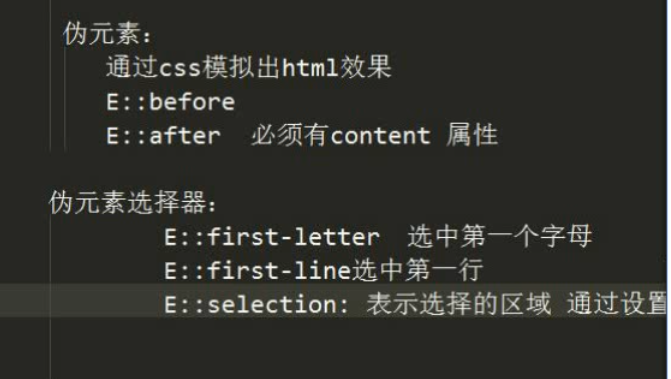 伪元素:
通过css模拟出html效果
E::before
E::after 必须有content 属性
伪元素选择器:
E::first-letter 选中第一个字母
E::first-line选中第一行
E::selection: 表示选择的区域 通过设置